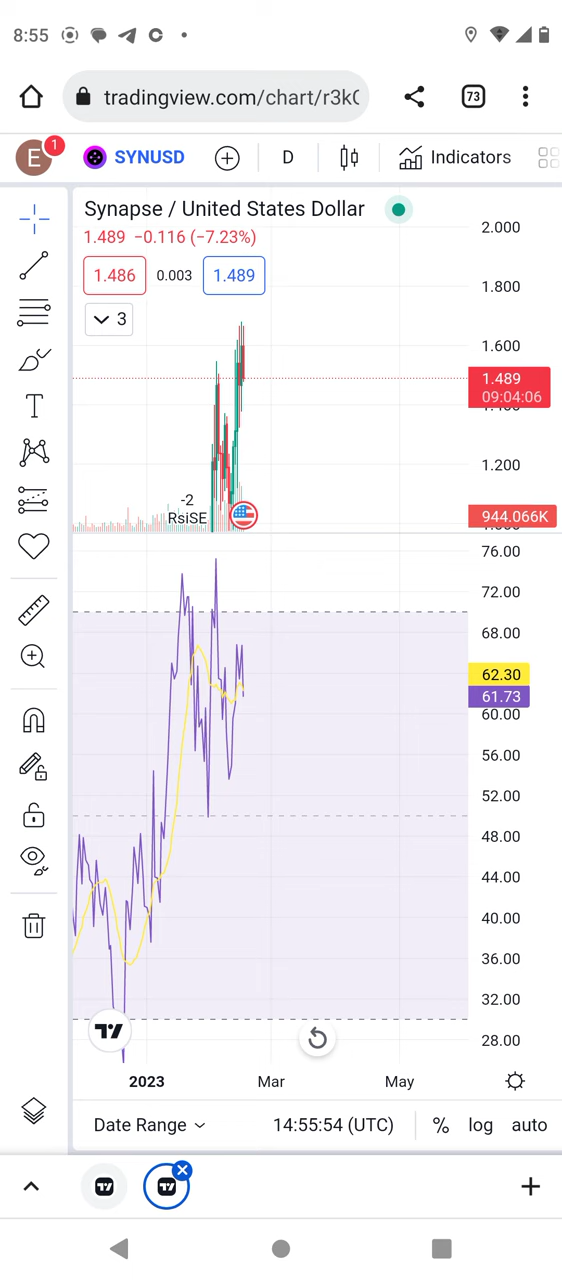 8:55
tradingview.com/chart/r3k
73
E
1
SYNUSD
D
Indicators
Synapse / United States Dollar
1.489 −0.116 (−7.23%)
1.486
0.003
1.489
3
2.000
1.800
1.600
1.489
09:04:06
1.200
944.066K
-2
RsiSE
76.00
72.00
68.00
62.30
61.73
60.00
56.00
52.00
48.00
44.00
40.00
36.00
32.00
28.00
2023
Mar
May
Date Range
14:55:54 (UTC)
%
log
auto